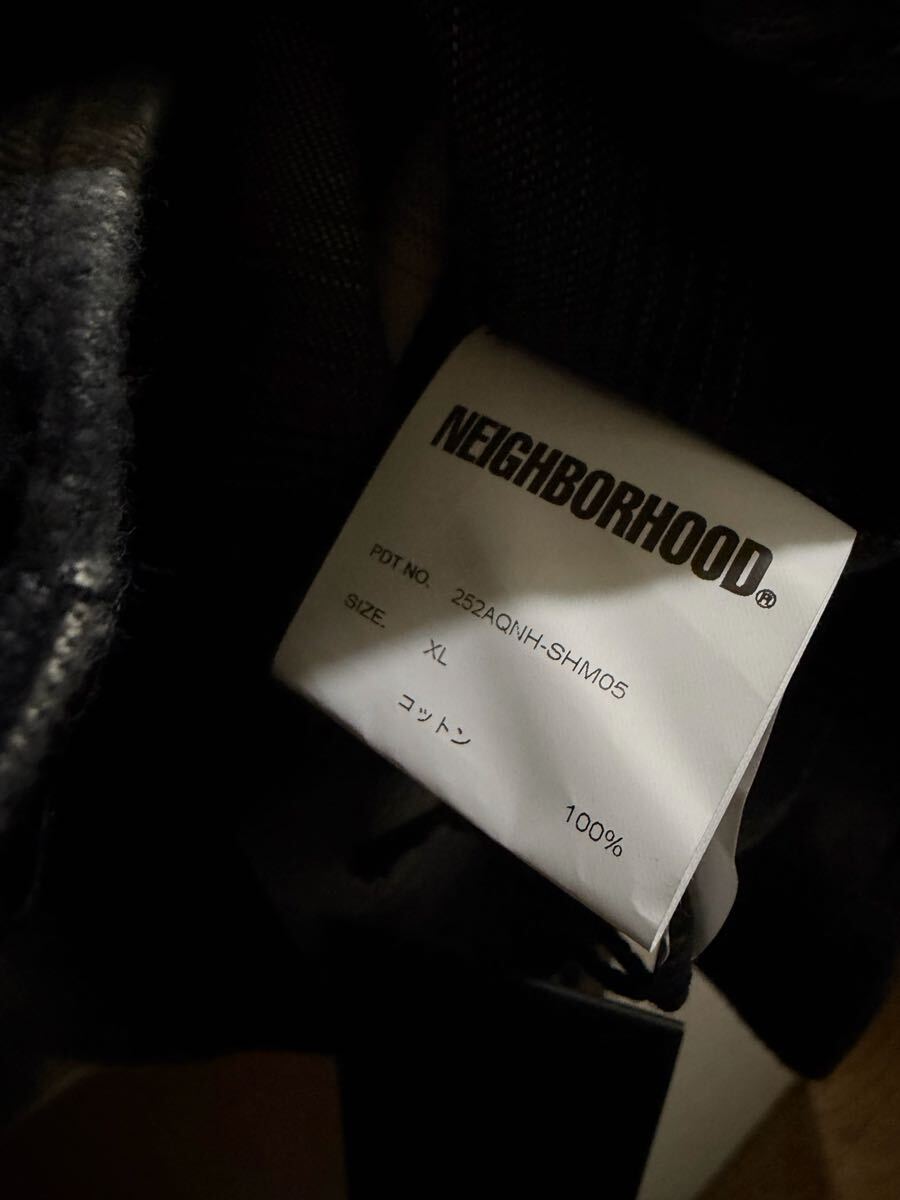 NEIGHBORHOOD®
PDT.NO. 252AQNH-SHM05
SIZE. XL
コットン 100%